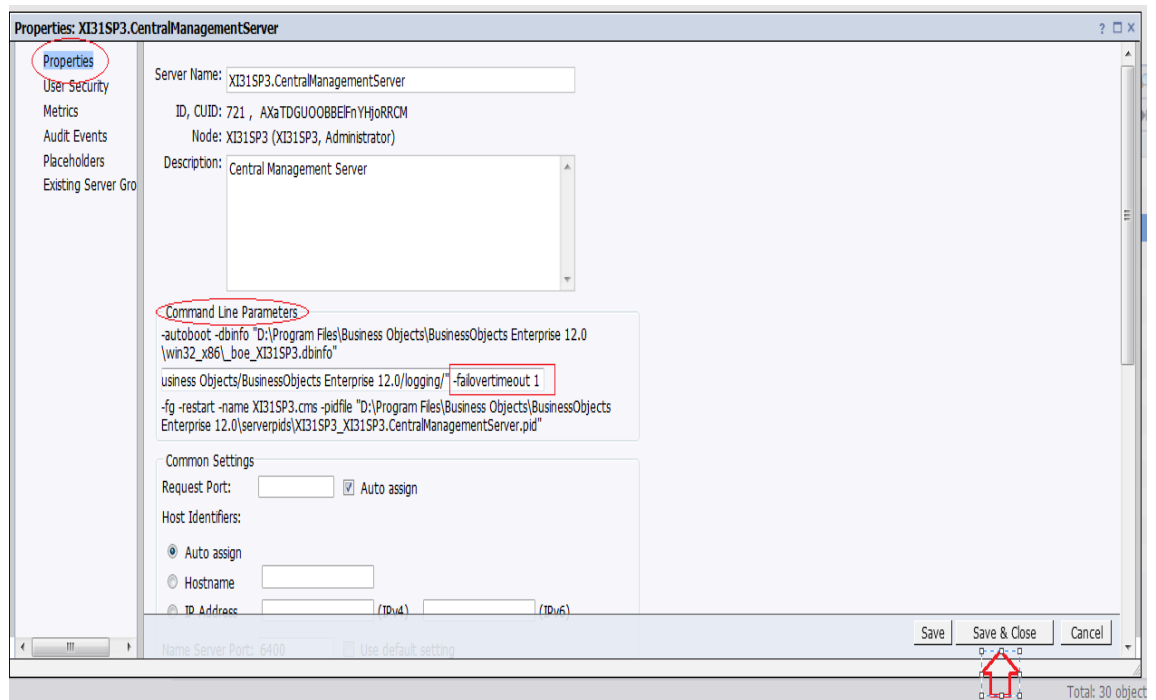 Properties: XI31SP3.CentralManagementServer
Properties
User Security
Metrics
Audit Events
Placeholders
Existing Server Gro
Server Name: XI31SP3.CentralManagementServer
ID, CUID: 721 , AXaTDGUOOBBElFnYHjoRRCM
Node: XI31SP3 (XI31SP3, Administrator)
Description: Central Management Server
Command Line Parameters
-autoboot -dbinfo "D:\Program Files\Business Objects\BusinessObjects Enterprise 12.0
\win32_x86\_boe_XI31SP3.dbinfo"
usiness Objects/BusinessObjects Enterprise 12.0/logging/" -failovertimeout 1
-fg -restart -name XI31SP3.cms -pidfile "D:\Program Files\Business Objects\BusinessObjects
Enterprise 12.0\serverpids\XI31SP3_XI31SP3.CentralManagementServer.pid"
Common Settings
Request Port: Auto assign
Host Identifiers:
Auto assign
Hostname
IP Address (IPv4) (IPv6)
Name Server Port: 6400 Use default setting
Save Save & Close Cancel
Total: 30 object